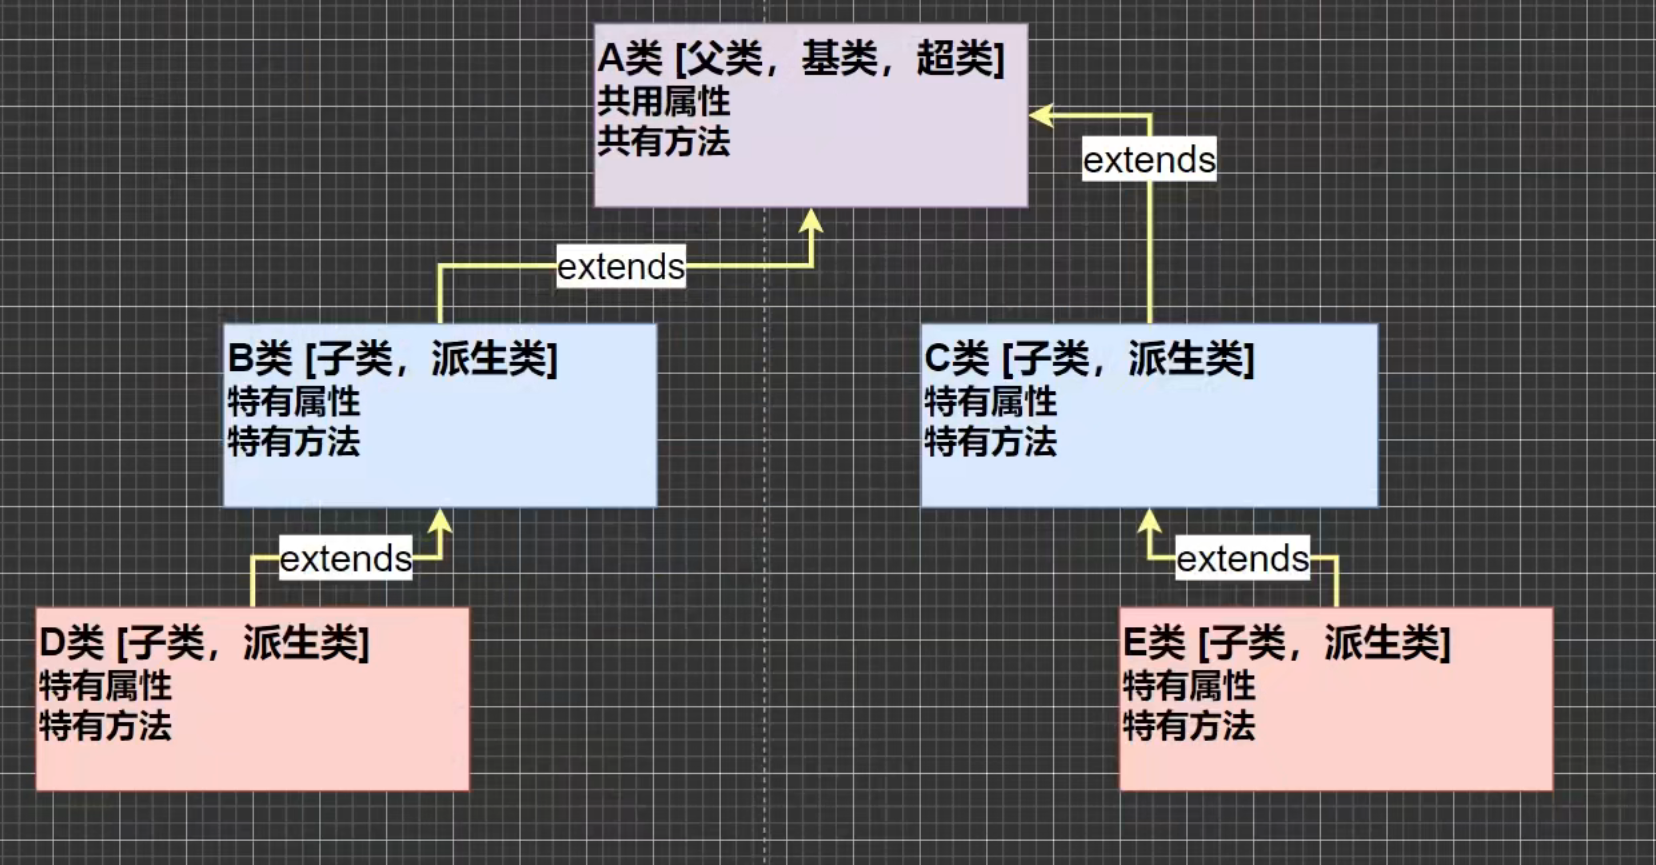 A类 [父类，基类，超类]
共用属性
共有方法
extends
extends
B类 [子类，派生类]
特有属性
特有方法
C类 [子类，派生类]
特有属性
特有方法
extends
extends
D类 [子类，派生类]
特有属性
特有方法
E类 [子类，派生类]
特有属性
特有方法